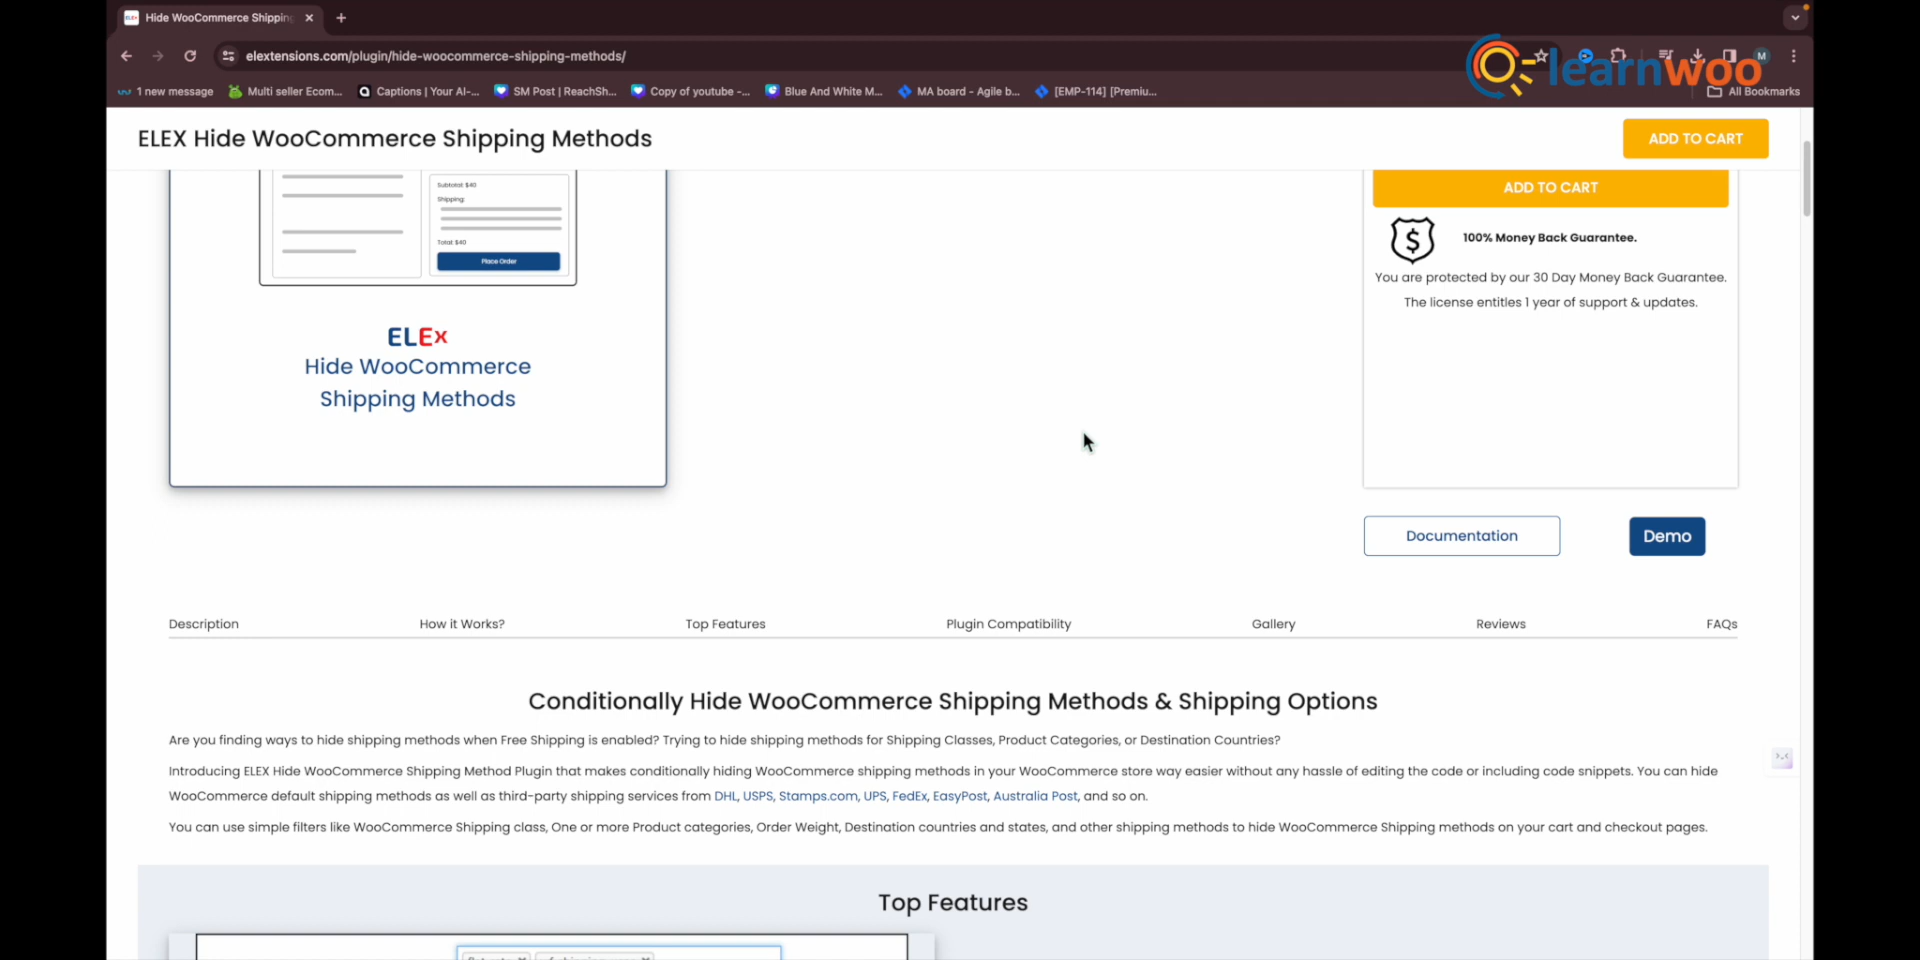 ELEX Hide WooCommerce Shipping
elextensions.com/plugin/hide-woocommerce-shipping-methods/
M
learnwoo
1 new message
Multi seller Ecom...
Captions | Your AI-...
SM Post | ReachSh...
Copy of youtube -...
Blue And White M...
MA board - Agile b...
[EMP-114] [Premiu...
All Bookmarks
ELEX Hide WooCommerce Shipping Methods
ADD TO CART
Subtotal: $40
Shipping:
Total: $40
Place Order
ELEX
Hide WooCommerce
Shipping Methods
ADD TO CART
100% Money Back Guarantee.
You are protected by our 30 Day Money Back Guarantee.
The license entitles 1 year of support & updates.
Documentation
Demo
Description
How it Works?
Top Features
Plugin Compatibility
Gallery
Reviews
FAQs
Conditionally Hide WooCommerce Shipping Methods & Shipping Options
Are you finding ways to hide shipping methods when Free Shipping is enabled? Trying to hide shipping methods for Shipping Classes, Product Categories, or Destination Countries?
Introducing ELEX Hide WooCommerce Shipping Method Plugin that makes conditionally hiding WooCommerce shipping methods in your WooCommerce store way easier without any hassle of editing the code or including code snippets. You can hide
WooCommerce default shipping methods as well as third-party shipping services from DHL, USPS, Stamps.com, UPS, FedEx, EasyPost, Australia Post, and so on.
You can use simple filters like WooCommerce Shipping class, One or more Product categories, Order Weight, Destination countries and states, and other shipping methods to hide WooCommerce Shipping methods on your cart and checkout pages.
Top Features